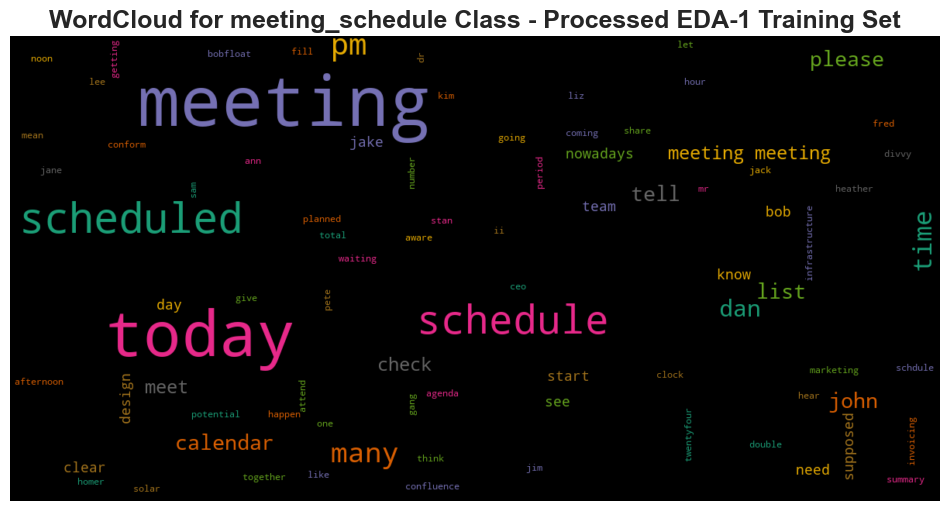 WordCloud for meeting_schedule Class - Processed EDA-1 Training Set
noon
getting
bobfloat
fill
pm
dr
let
please
lee
meeting
kim
liz
hour
mean
conform
jake
going
coming
share
fred
nowadays
meeting meeting
divvy
jane
ann
number
period
jack
sam
tell
mr
heather
scheduled
planned
stan
team
bob
total
aware
ii
infrastructure
time
waiting
know
day
give
pete
ceo
list
today
schedule
dan
check
afternoon
design
meet
attend
gang
agenda
start
clock
marketing
schdule
see
hear
john
potential
happen
one
twentyfour
supposed
invoicing
calendar
many
think
double
clear
jim
need
homer
solar
together
like
confluence
summary